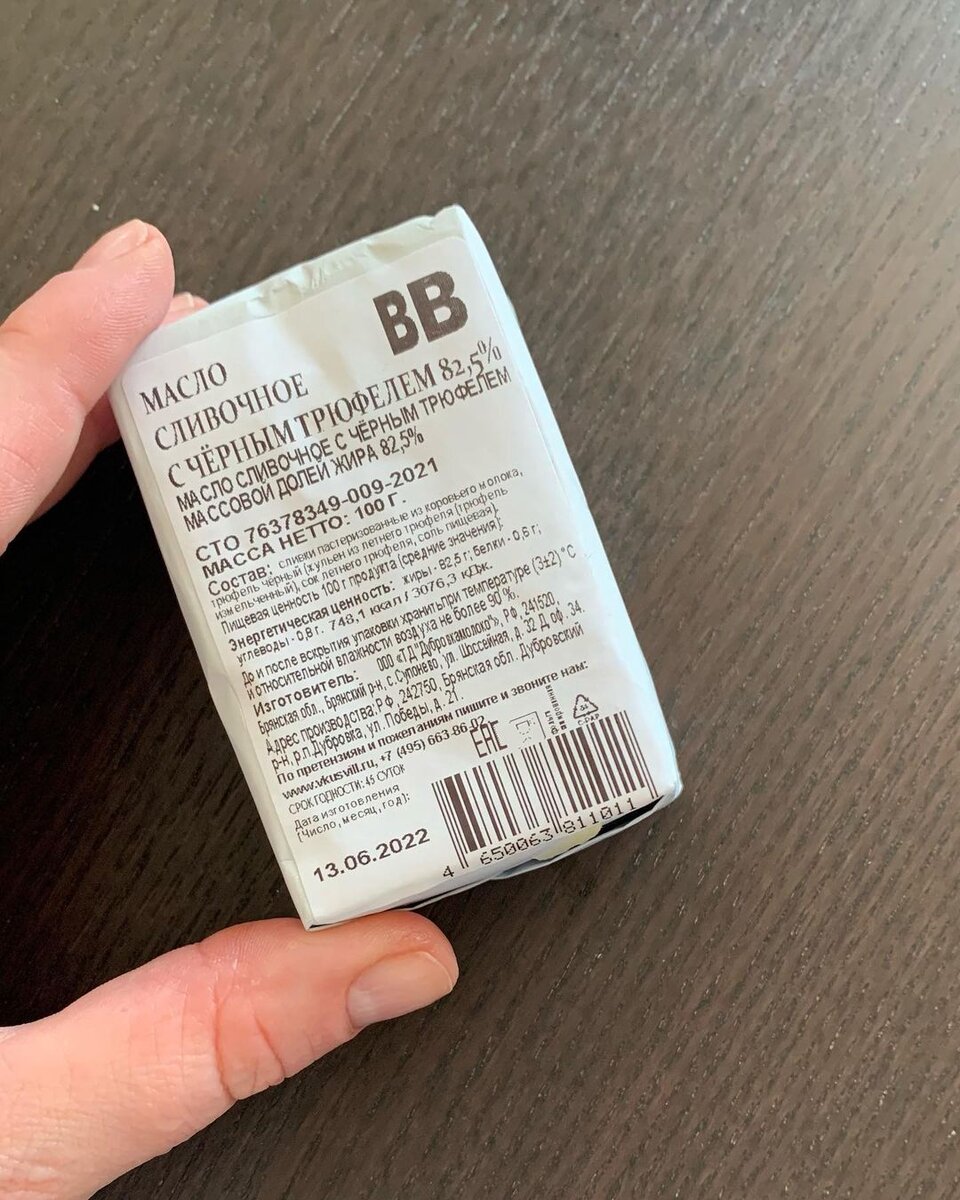 ВВ
МАСЛО
СЛИВОЧНОЕ
С ЧЁРНЫМ ТРЮФЕЛЕМ 82,5%
МАСЛО СЛИВОЧНОЕ С ЧЁРНЫМ ТРЮФЕЛЕМ
МАССОВОЙ ДОЛЕЙ ЖИРА 82,5%
СТО 76378349-009-2021
МАССА НЕТТО: 100 Г.
Состав: сливки пастеризованные из коровьего молока,
трюфель чёрный (жульен из летнего трюфеля (трюфель
измельченный), сок летнего трюфеля, соль пищевая).
Пищевая ценность 100 г продукта (средние значения):
Энергетическая ценность: жиры - 82,5 г; белки - 0,6 г;
углеводы - 0,8 г. 748,1 ккал / 3076,3 кДж.
До и после вскрытия упаковки хранить при температуре (3±2)°С
и относительной влажности воздуха не более 90 %.
Изготовитель: ООО «ТД "Дубровкамолоко"», РФ, 241520,
Брянская обл., Брянский р-н, с. Супонево, ул. Шоссейная, д. 32 Д, оф. 34.
Адрес производства: РФ, 242750, Брянская обл. Дубровский
р-н, р.п. Дубровка, ул. Победы, д. 21.
По претензиям и пожеланиям пишите и звоните нам:
www.vkusvill.ru, +7 (495) 663-86-02
СРОК ГОДНОСТИ: 45 СУТОК
Дата изготовления
(Число, месяц, год):
13.06.2022
EAC
C-PAP
4 650063 811011